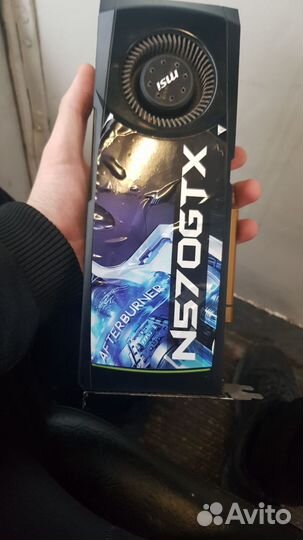 msi
N570GTX
AFTERBURNER
Avito